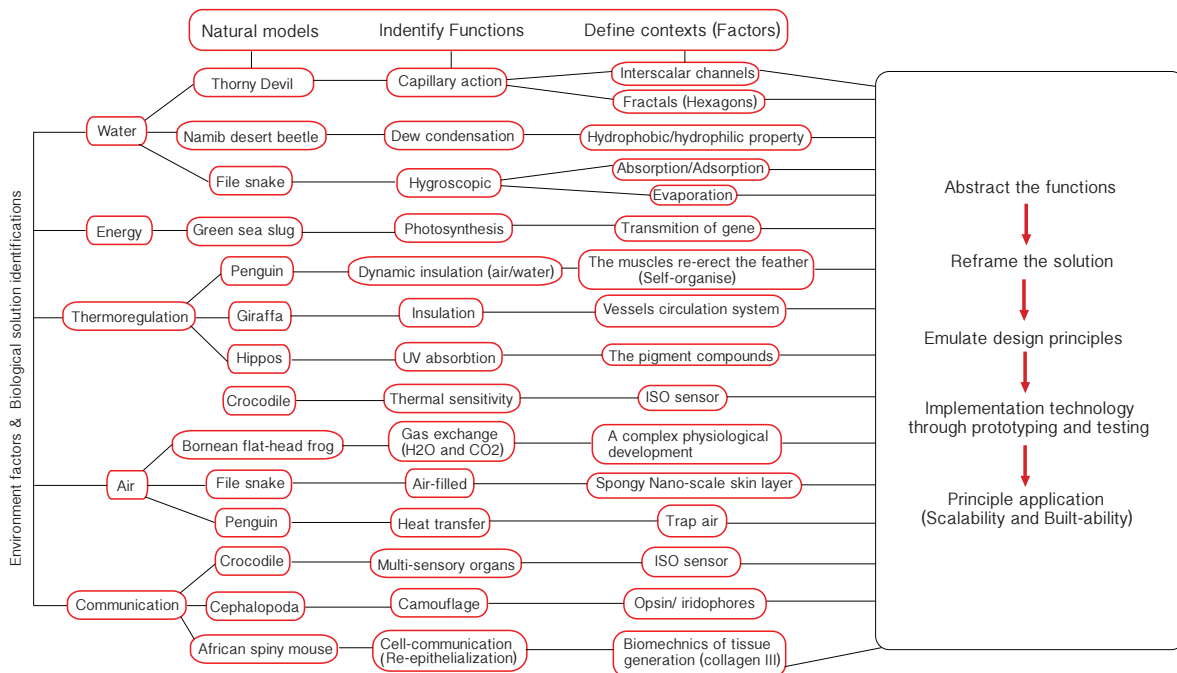 Natural models
Indentify Functions
Define contexts (Factors)
Environment factors & Biological solution identifications
Water
Thorny Devil
Capillary action
Interscalar channels
Fractals (Hexagons)
Namib desert beetle
Dew condensation
Hydrophobic/hydrophilic property
File snake
Hygroscopic
Absorption/Adsorption
Evaporation
Energy
Green sea slug
Photosynthesis
Transmition of gene
Thermoregulation
Penguin
Dynamic insulation (air/water)
The muscles re-erect the feather
(Self-organise)
Giraffa
Insulation
Vessels circulation system
Hippos
UV absorbtion
The pigment compounds
Crocodile
Thermal sensitivity
ISO sensor
Air
Bornean flat-head frog
Gas exchange
(H2O and CO2)
A complex physiological
development
File snake
Air-filled
Spongy Nano-scale skin layer
Penguin
Heat transfer
Trap air
Communication
Crocodile
Multi-sensory organs
ISO sensor
Cephalopoda
Camouflage
Opsin/ iridophores
African spiny mouse
Cell-communication
(Re-epithelialization)
Biomechnics of tissue
generation (collagen III)
Abstract the functions
Reframe the solution
Emulate design principles
Implementation technology
through prototyping and testing
Principle application
(Scalability and Built-ability)